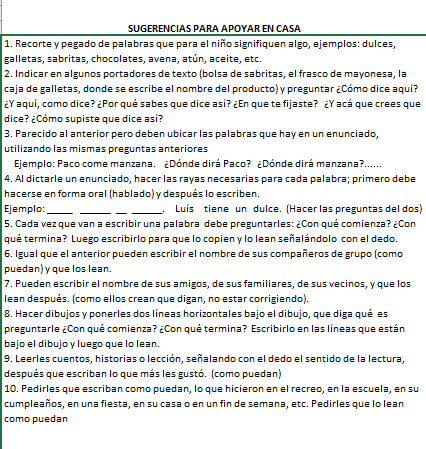 SUGERENCIAS PARA APOYAR EN CASA
1. Recorte y pegado de palabras que para el niño signifiquen algo, ejemplos: dulces,
galletas, sabritas, chocolates, avena, atún, aceite, etc.
2. Indicar en algunos portadores de texto (bolsa de sabritas, el frasco de mayonesa, la
caja de galletas, donde se escribe el nombre del producto) y preguntar ¿Cómo dice aquí?
¿Y aquí, como dice? ¿Por qué sabes que dice así? ¿En que te fijaste? ¿Y acá que crees que
dice? ¿Cómo supiste que dice así?
3. Parecido al anterior pero deben ubicar las palabras que hay en un enunciado,
utilizando las mismas preguntas anteriores
Ejemplo: Paco come manzana. ¿Dónde dirá Paco? ¿Dónde dirá manzana?......
4. Al dictarle un enunciado, hacer las rayas necesarias para cada palabra; primero debe
hacerse en forma oral (hablado) y después lo escriben.
Ejemplo: _____ ______ __ ______. Luís tiene un dulce. (Hacer las preguntas del dos)
5. Cada vez que van a escribir una palabra debe preguntarles: ¿Con qué comienza? ¿Con
qué termina? Luego escribirlo para que lo copien y lo lean señalándolo con el dedo.
6. Igual que el anterior pueden escribir el nombre de sus compañeros de grupo (como
puedan) y que los lean.
7. Pueden escribir el nombre de sus amigos, de sus familiares, de sus vecinos, y que los
lean después. (como ellos crean que digan, no estar corrigiendo).
8. Hacer dibujos y ponerles dos líneas horizontales bajo el dibujo, que diga qué es
preguntarle ¿Con qué comienza? ¿Con qué termina? Escribirlo en las líneas que están
bajo el dibujo y luego que lo lean.
9. Leerles cuentos, historias o lección, señalando con el dedo el sentido de la lectura,
después que escriban lo que más les gustó. (como puedan)
10. Pedirles que escriban como puedan, lo que hicieron en el recreo, en la escuela, en su
cumpleaños, en una fiesta, en su casa o en un fin de semana, etc. Pedirles que lo lean
como puedan